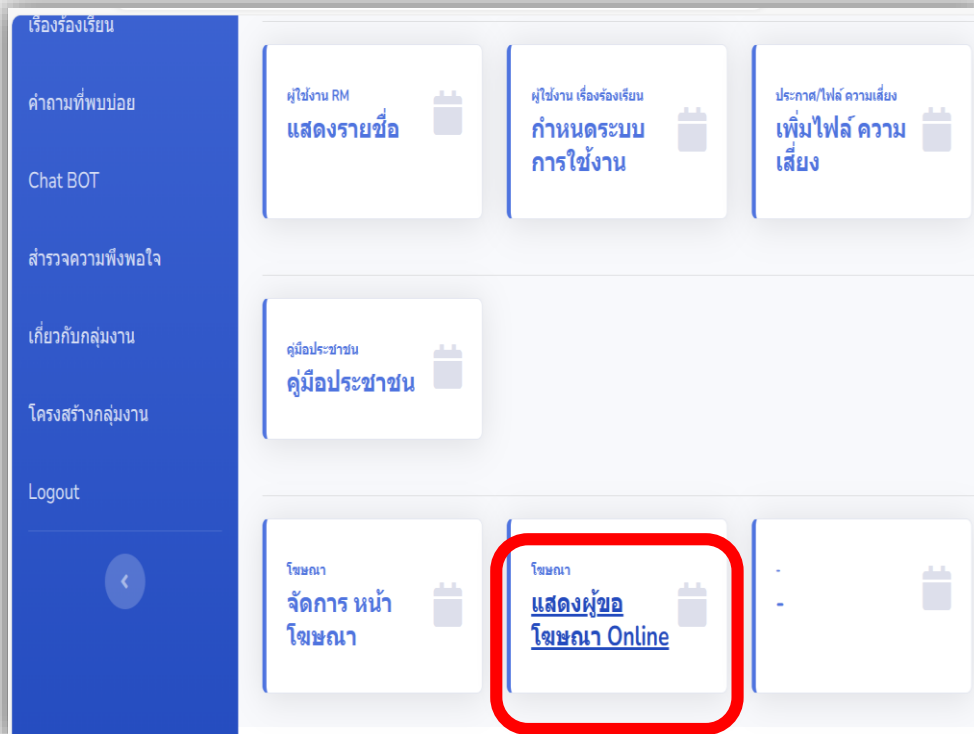 เรื่องร้องเรียน
คำถามที่พบบ่อย
Chat BOT
สำรวจความพึงพอใจ
เกี่ยวกับกลุ่มงาน
โครงสร้างกลุ่มงาน
Logout
ผู้ใช้งาน RM
แสดงรายชื่อ
ผู้ใช้งาน เรื่องร้องเรียน
กำหนดระบบ
การใช้งาน
ประกาศ/ไฟล์ ความเสี่ยง
เพิ่มไฟล์ ความ
เสี่ยง
คู่มือประชาชน
คู่มือประชาชน
โฆษณา
จัดการ หน้า
โฆษณา
โฆษณา
แสดงผู้ขอ
โฆษณา Online
-
-